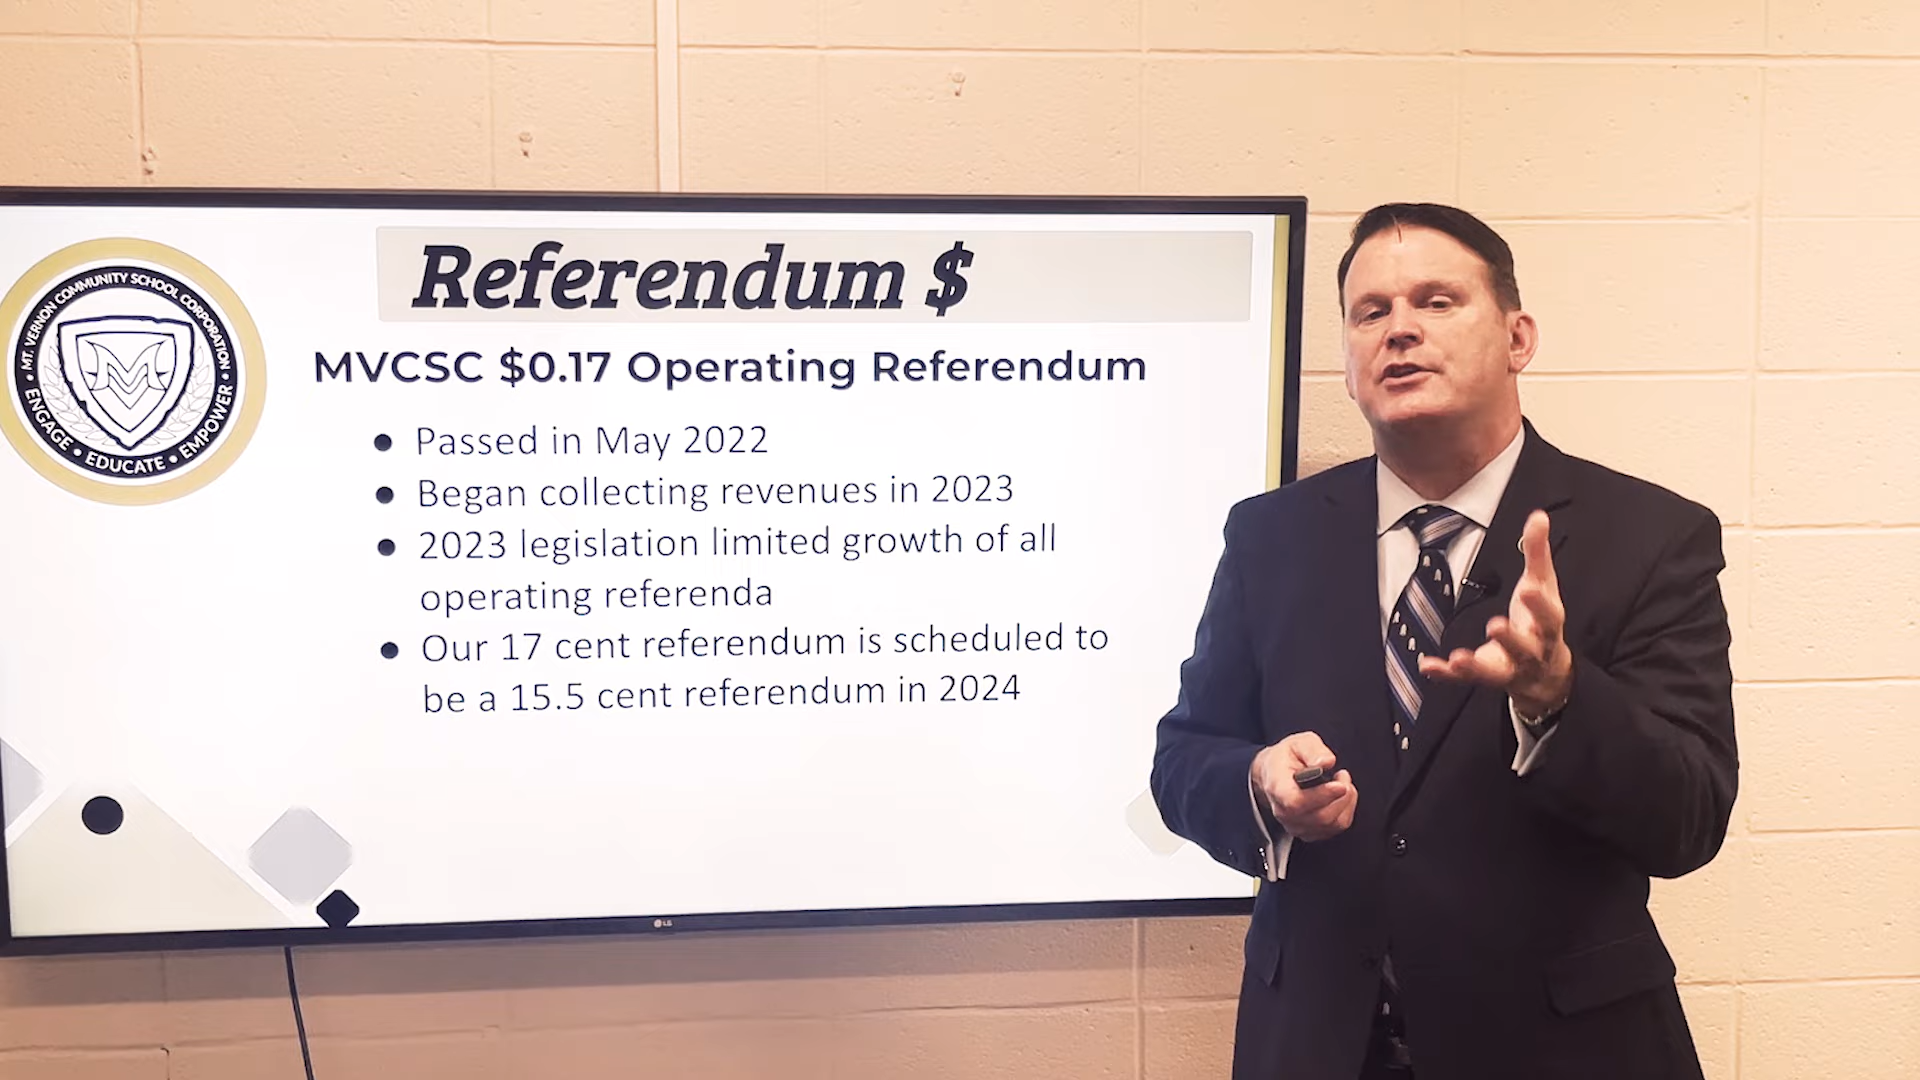 Referendum $
MT. VERNON COMMUNITY SCHOOL CORPORATION
• ENGAGE • EDUCATE • EMPOWER •
MVCSC $0.17 Operating Referendum
● Passed in May 2022
● Began collecting revenues in 2023
● 2023 legislation limited growth of all
operating referenda
● Our 17 cent referendum is scheduled to
be a 15.5 cent referendum in 2024
LG